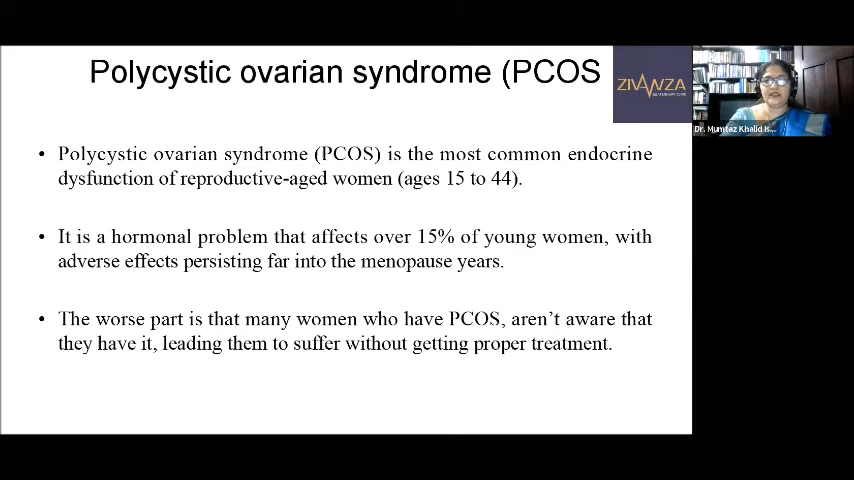 Polycystic ovarian syndrome (PCOS
ZIVANZA
Dr. Mumtaz Khalid Is...
• Polycystic ovarian syndrome (PCOS) is the most common endocrine
dysfunction of reproductive-aged women (ages 15 to 44).
• It is a hormonal problem that affects over 15% of young women, with
adverse effects persisting far into the menopause years.
• The worse part is that many women who have PCOS, aren’t aware that
they have it, leading them to suffer without getting proper treatment.